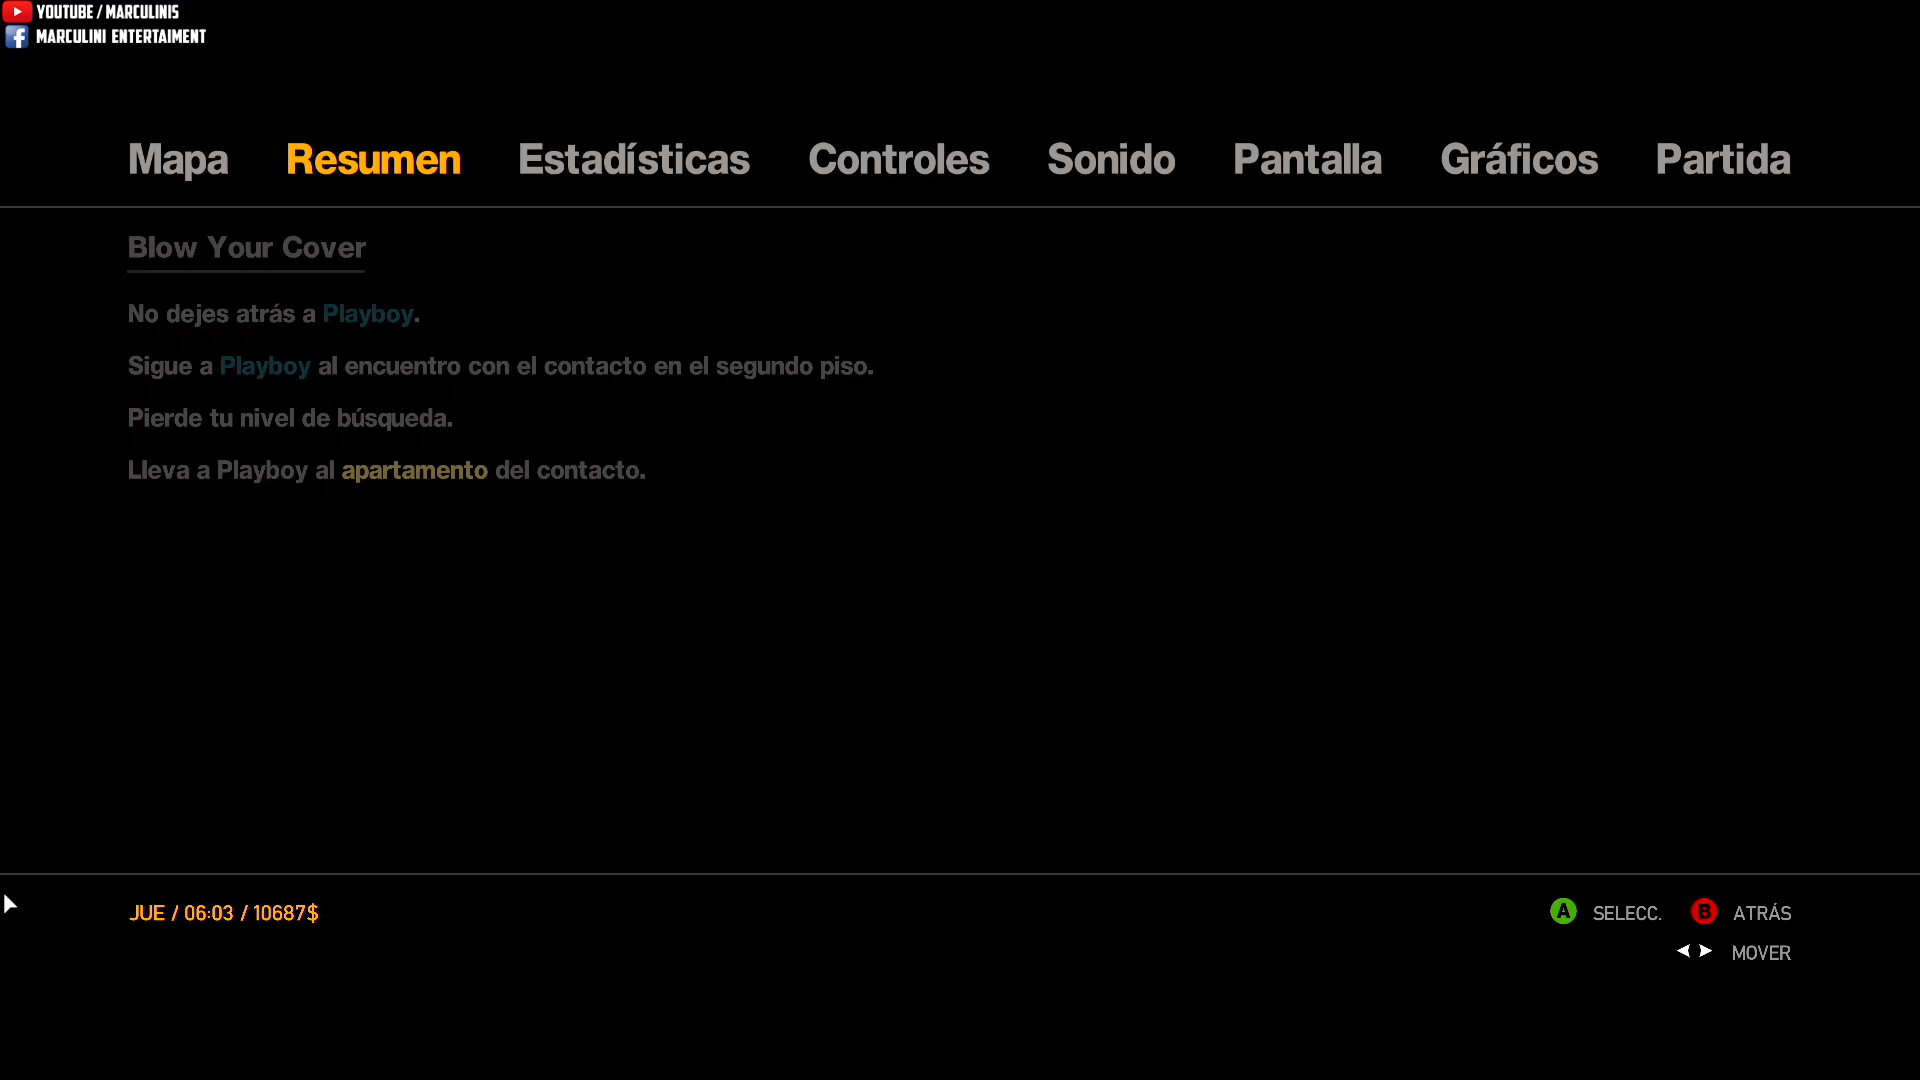 YOUTUBE / MARCULINIS
MARCULINI ENTERTAIMENT
Mapa Resumen Estadísticas Controles Sonido Pantalla Gráficos Partida
Blow Your Cover
No dejes atrás a Playboy.
Sigue a Playboy al encuentro con el contacto en el segundo piso.
Pierde tu nivel de búsqueda.
Lleva a Playboy al apartamento del contacto.
JUE / 06:03 / 10687$
A SELECC. B ATRÁS
MOVER